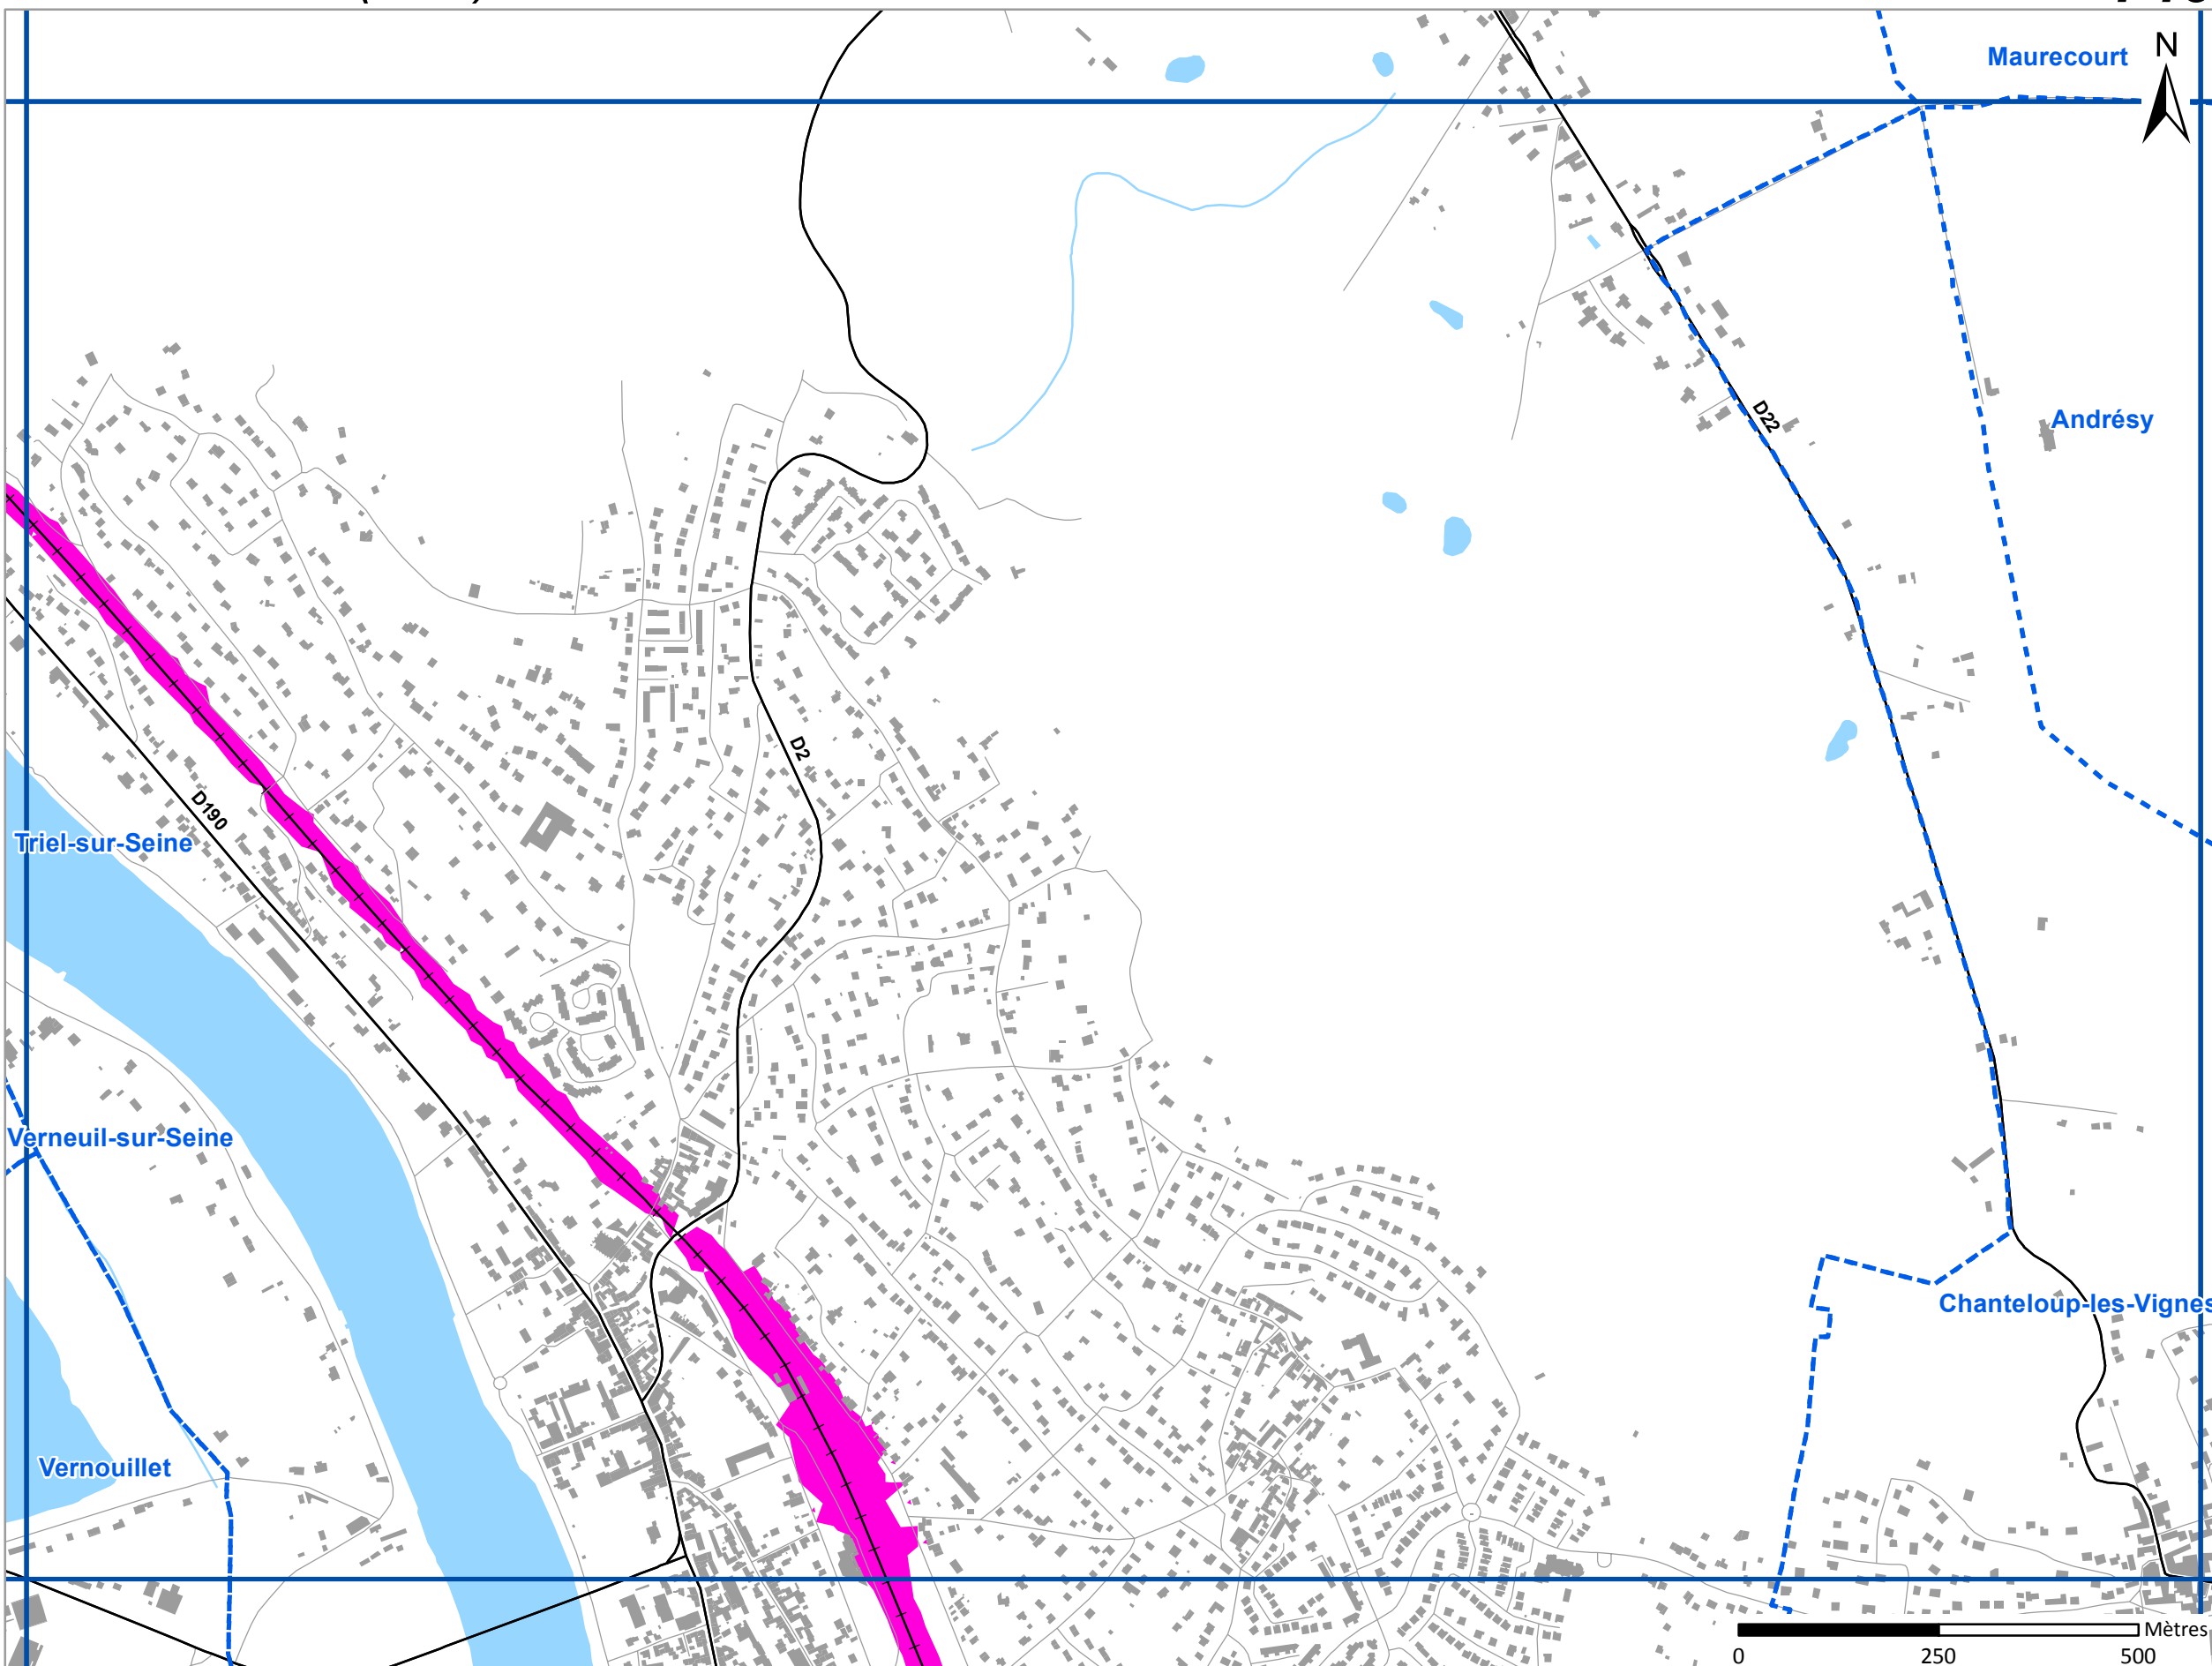 Maurecourt
N
Andrésy
D22
D2
D190
Triel-sur-Seine
Verneuil-sur-Seine
Chanteloup-les-Vignes
Vernouillet
Mètres
0 250 500